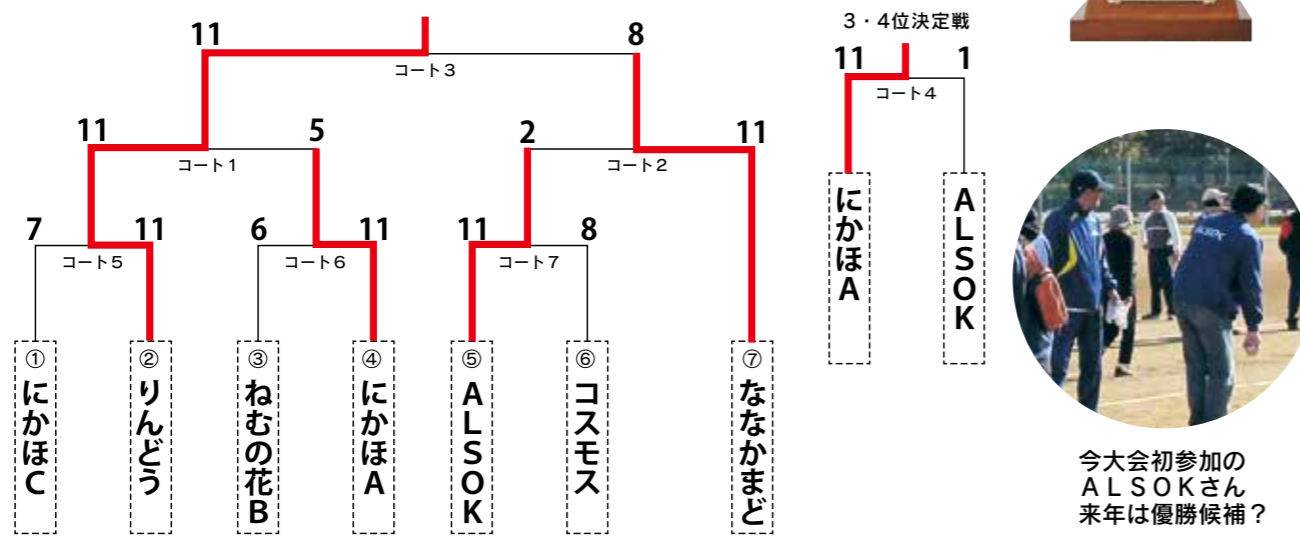 11
8
コート3
11
5
コート1
2
11
コート2
7
11
コート5
6
11
コート6
11
8
コート7
①にかほC
②りんどう
③ねむの花B
④にかほA
⑤ALSOK
⑥コスモス
⑦ななかまど
3・4位決定戦
11
1
コート4
にかほA
ALSOK
ALSOK
今大会初参加の
ALSOKさん
来年は優勝候補？